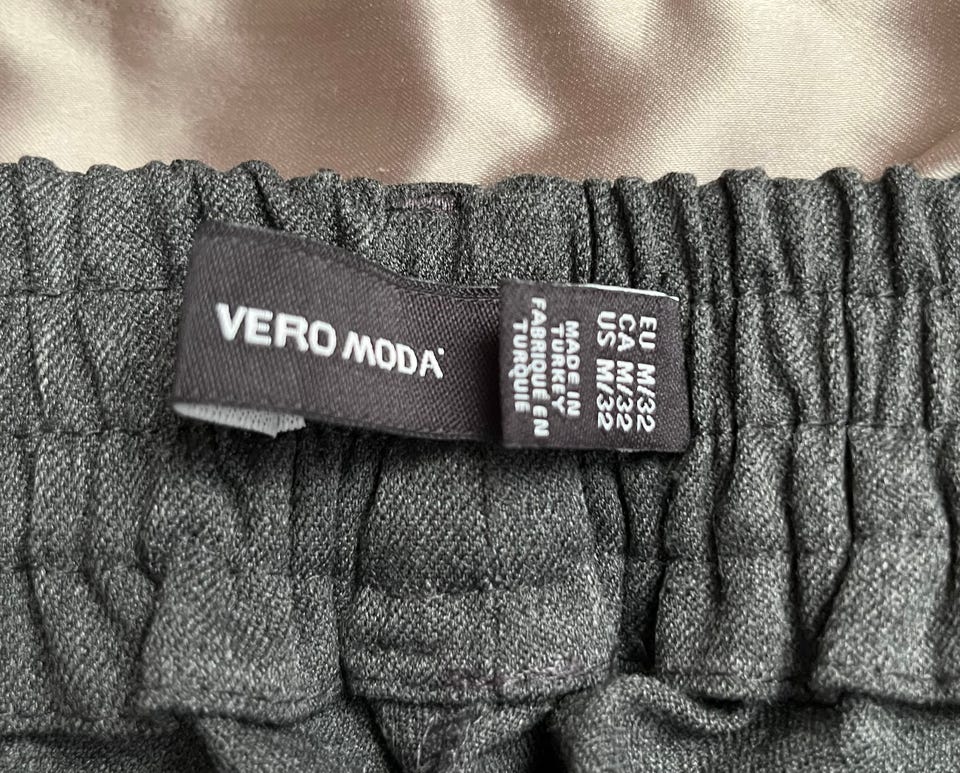 VERO MODA
EU M/32
CA M/32
US M/32
MADE IN
TURKEY
FABRIQUÉ EN
TURQUIE